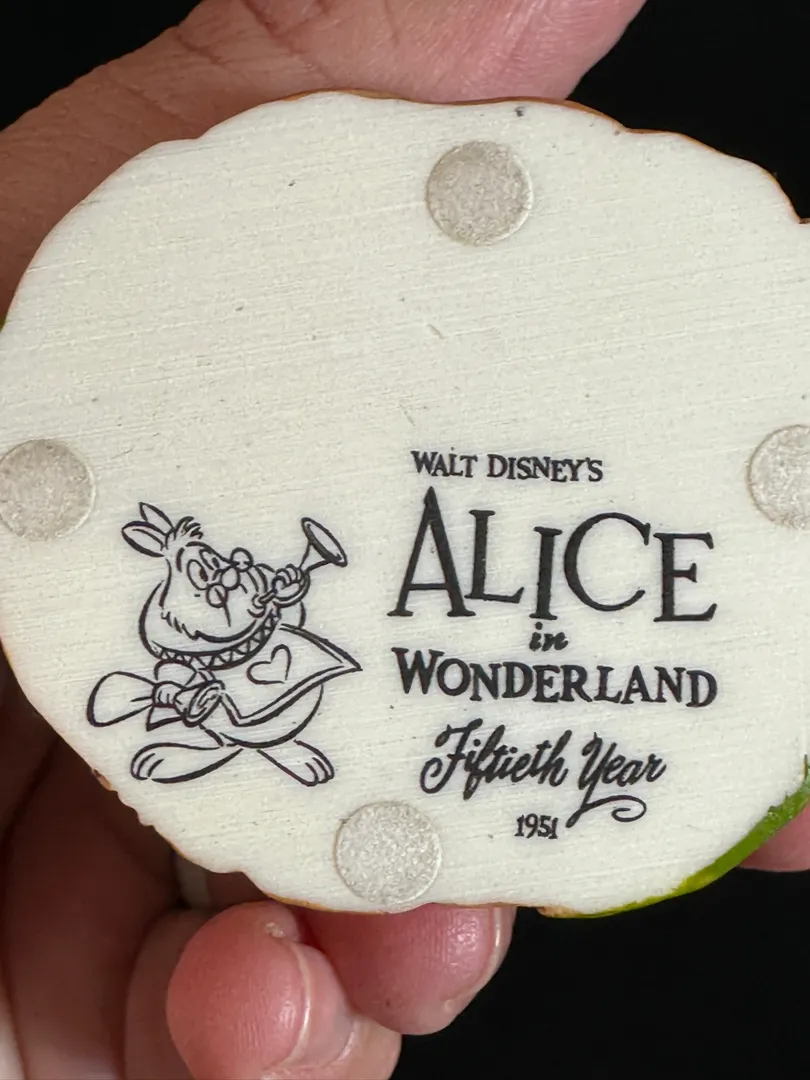 WALT DISNEY'S
ALICE
in
WONDERLAND
Fiftieth Year
1951